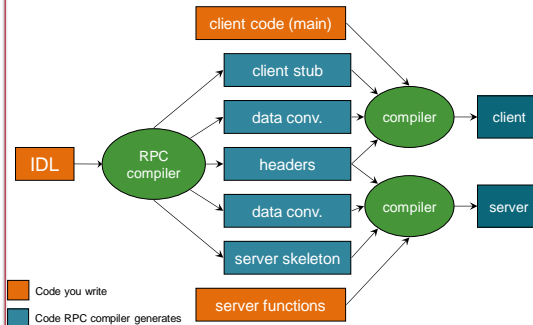 client code (main)
client stub
data conv.
compiler
client
IDL
RPC
compiler
headers
data conv.
compiler
server
server skeleton
Code you write
server functions
Code RPC compiler generates